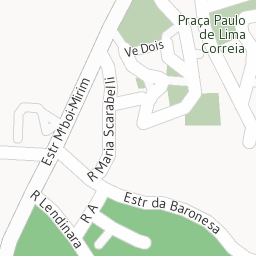 Praça Paulo
de Lima
Correia
Ve Dois
Estr M'boi-Mirim
R Maria Scarabelli
Estr da Baronesa
R A
R Lendinara